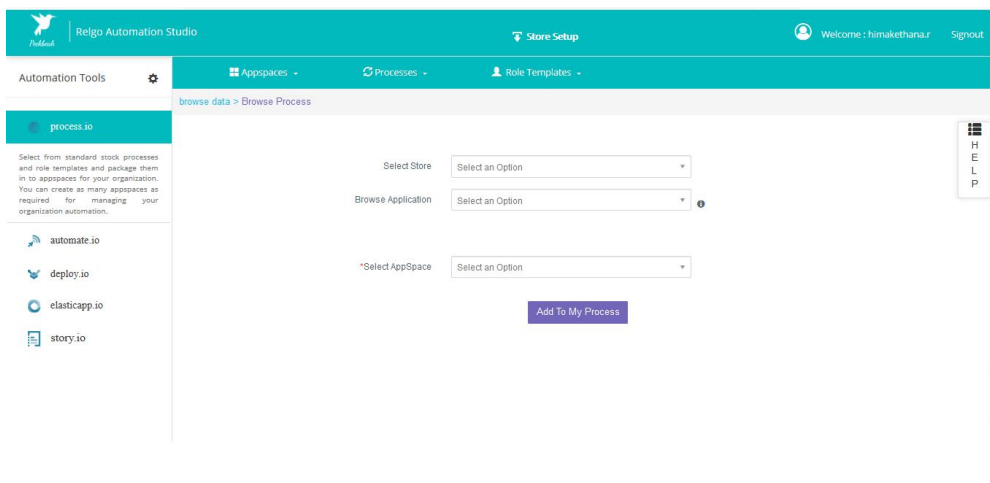 Relgo Automation Studio
Store Setup
Welcome : himakethana.r
Signout
Automation Tools
Appspaces
Processes
Role Templates
browse data > Browse Process
process.io
Select from standard stock processes
and role templates and package them
in to appspaces for your organization.
You can create as many appspaces as
required for managing your
organization automation.
automate.io
deploy.io
elasticapp.io
story.io
Select Store
Select an Option
Browse Application
Select an Option
*Select AppSpace
Select an Option
Add To My Process
H
E
L
P